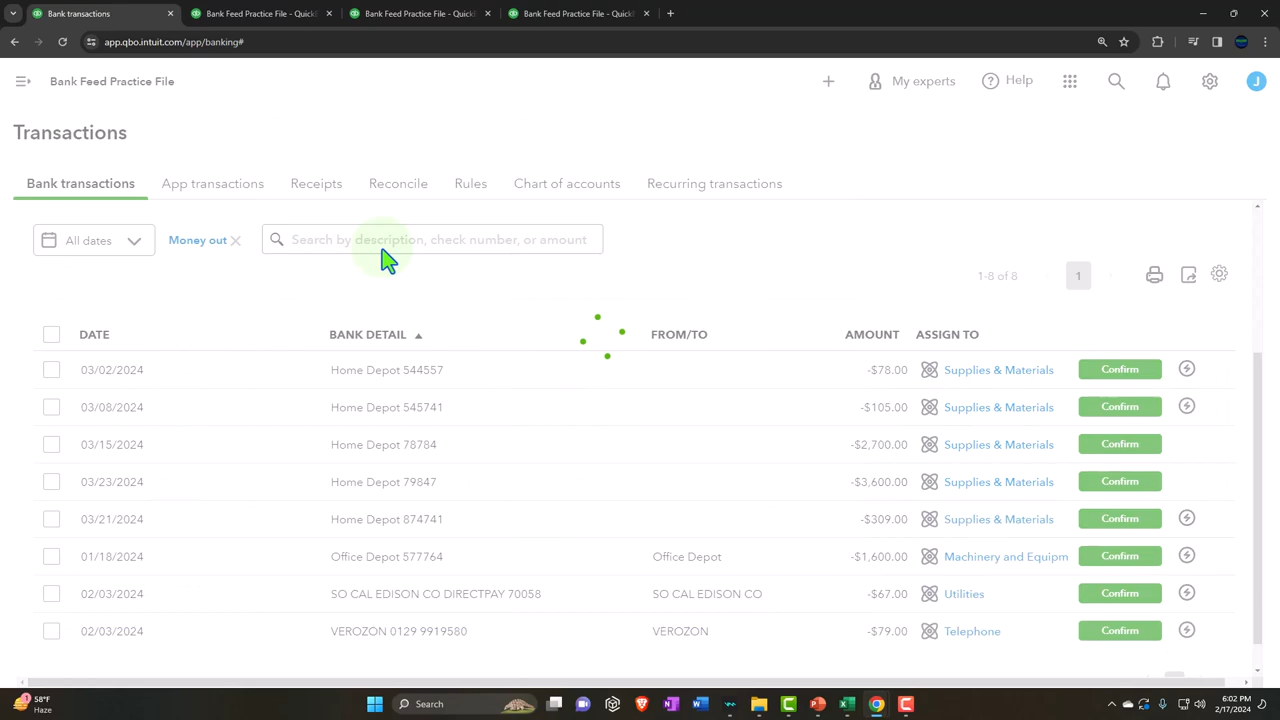 Bank transactions
Bank Feed Practice File - Quick
Bank Feed Practice File - Quick
Bank Feed Practice File - Quick
app.qbo.intuit.com/app/banking#
Bank Feed Practice File
My experts
Help
J
Transactions
Bank transactions App transactions Receipts Reconcile Rules Chart of accounts Recurring transactions
All dates Money out Search by description, check number, or amount
1-8 of 8 1
DATE BANK DETAIL FROM/TO AMOUNT ASSIGN TO
03/02/2024 Home Depot 544557 -$78.00 Supplies & Materials Confirm
03/08/2024 Home Depot 545741 -$105.00 Supplies & Materials Confirm
03/15/2024 Home Depot 78784 -$2,700.00 Supplies & Materials Confirm
03/23/2024 Home Depot 79847 -$3,600.00 Supplies & Materials Confirm
03/21/2024 Home Depot 874741 -$309.00 Supplies & Materials Confirm
01/18/2024 Office Depot 577764 Office Depot -$1,600.00 Machinery and Equipm Confirm
02/03/2024 SO CAL EDISON CO DIRECTPAY 70058 SO CAL EDISON CO -$67.00 Utilities Confirm
02/03/2024 VEROZON 0129 9919580 VEROZON -$79.00 Telephone Confirm
58°F
Haze
Search
6:02 PM
2/17/2024